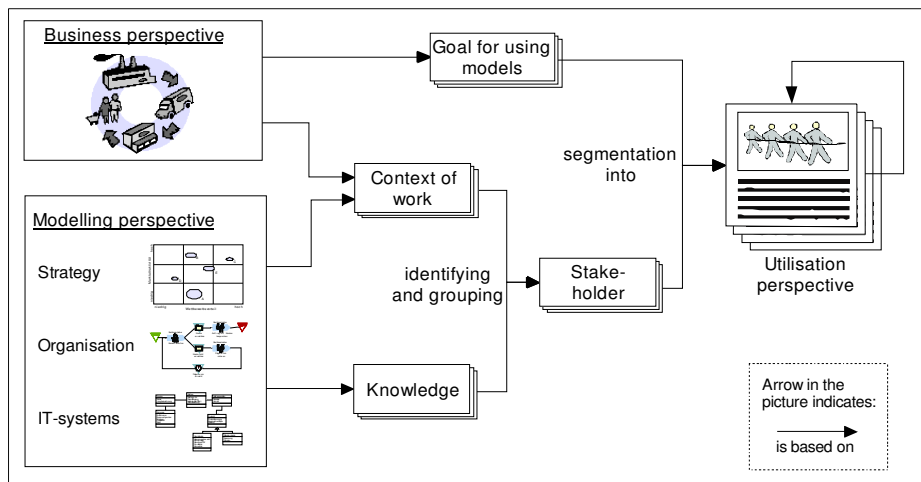 Business perspective
Goal for using
models
segmentation
into
Context of
work
Modelling perspective
Strategy
identifying
and grouping
Stake-
holder
Utilisation
perspective
Organisation
Knowledge
IT-systems
Arrow in the
picture indicates:
is based on